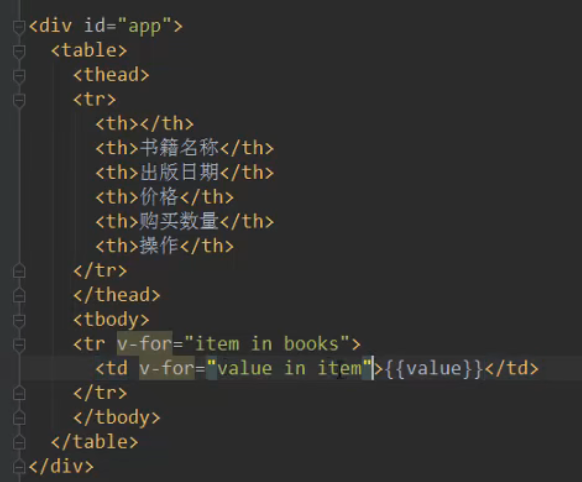 <div id="app">
<table>
<thead>
<tr>
<th></th>
<th>书籍名称</th>
<th>出版日期</th>
<th>价格</th>
<th>购买数量</th>
<th>操作</th>
</tr>
</thead>
<tbody>
<tr v-for="item in books">
<td v-for="value in item">{{value}}</td>
</tr>
</tbody>
</table>
</div>